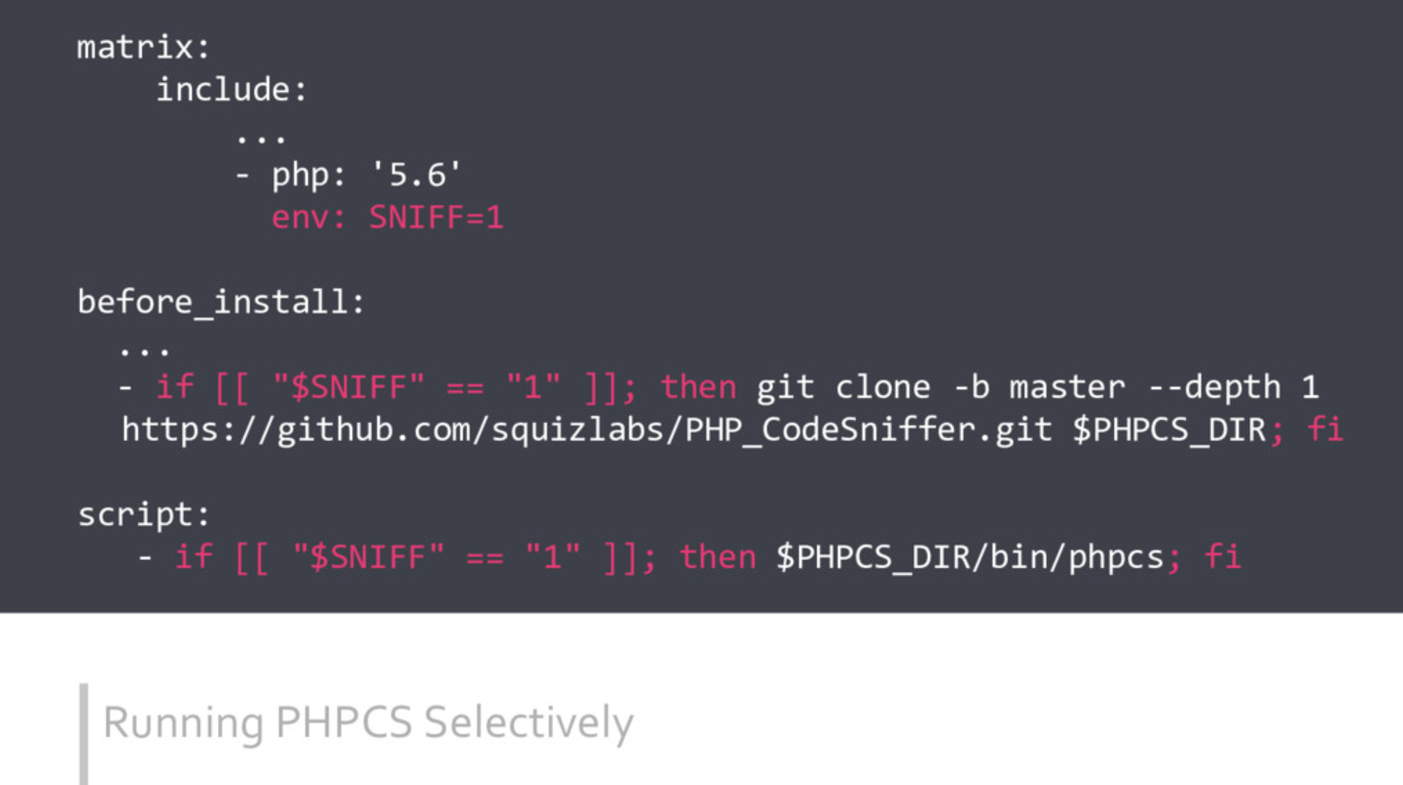 matrix:
include:
...
- php: '5.6'
env: SNIFF=1
before_install:
...
- if [[ "$SNIFF" == "1" ]]; then git clone -b master --depth 1
https://github.com/squizlabs/PHP_CodeSniffer.git $PHPCS_DIR; fi
script:
- if [[ "$SNIFF" == "1" ]]; then $PHPCS_DIR/bin/phpcs; fi
Running PHPCS Selectively